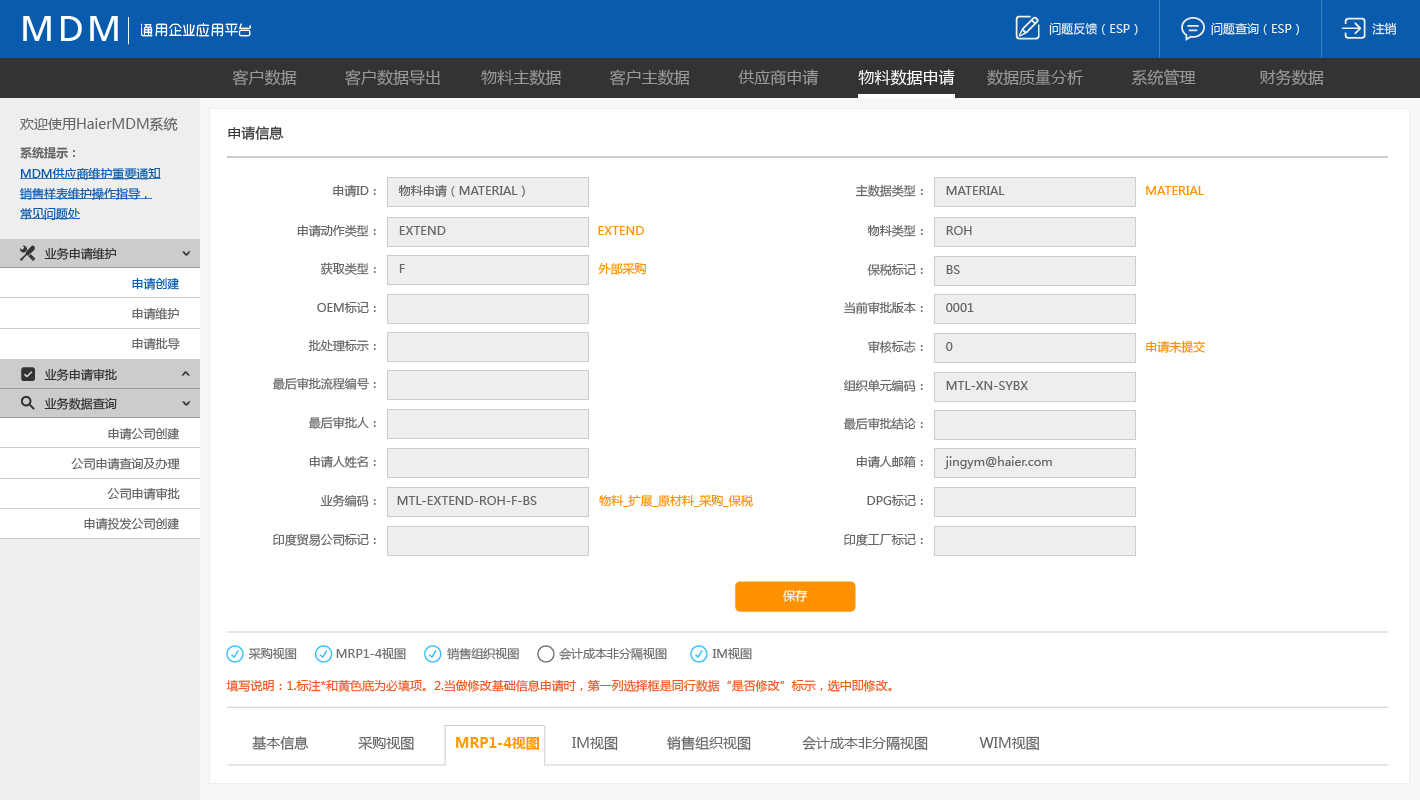 MDM 通用企业应用平台 问题反馈（ESP） 问题查询（ESP） 注销
客户数据 客户数据导出 物料主数据 客户主数据 供应商申请 物料数据申请 数据质量分析 系统管理 财务数据
欢迎使用HaierMDM系统
系统提示：
MDM供应商维护重要通知
销售样表维护操作指导，
常见问题处
业务申请维护
申请创建
申请维护
申请批导
业务申请审批
业务数据查询
申请公司创建
公司申请查询及办理
公司申请审批
申请投发公司创建
申请信息
申请ID： 物料申请（MATERIAL） 主数据类型： MATERIAL MATERIAL
申请动作类型： EXTEND EXTEND 物料类型： ROH
获取类型： F 外部采购 保税标记： BS
OEM标记： 当前审批版本： 0001
批处理标示： 审核标志： 0 申请未提交
最后审批流程编号： 组织单元编码： MTL-XN-SYBX
最后审批人： 最后审批结论：
申请人姓名： 申请人邮箱： jingym@haier.com
业务编码： MTL-EXTEND-ROH-F-BS 物料_扩展_原材料_采购_保税 DPG标记：
印度贸易公司标记： 印度工厂标记：
保存
采购视图 MRP1-4视图 销售组织视图 会计成本非分隔视图 IM视图
填写说明：1.标注*和黄色底为必填项。2.当做修改基础信息申请时，第一列选择框是同行数据“是否修改”标示，选中即修改。
基本信息 采购视图 MRP1-4视图 IM视图 销售组织视图 会计成本非分隔视图 WIM视图